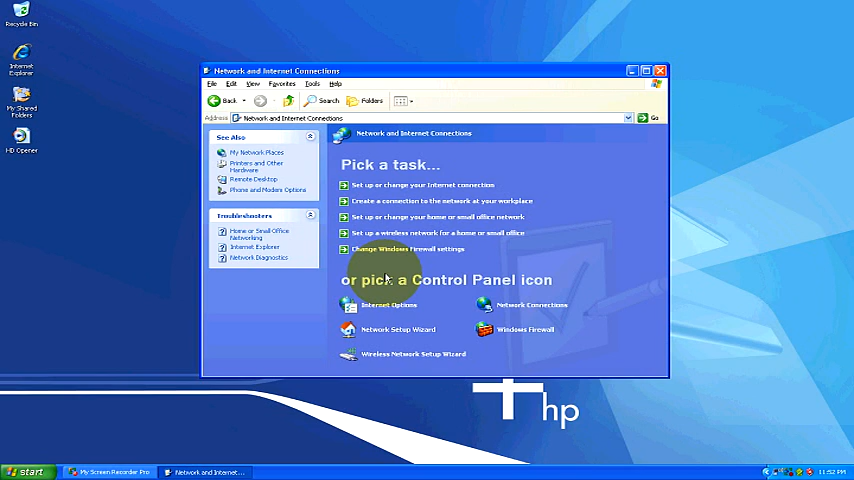 Recycle Bin
Internet
Explorer
My Shared
Folders
HD Opener
Network and Internet Connections
File Edit View Favorites Tools Help
Back Search Folders
Address Network and Internet Connections Go
See Also
My Network Places
Printers and Other
Hardware
Remote Desktop
Phone and Modem Options
Troubleshooters
Home or Small Office
Networking
Internet Explorer
Network Diagnostics
Network and Internet Connections
Pick a task...
Set up or change your Internet connection
Create a connection to the network at your workplace
Set up or change your home or small office network
Set up a wireless network for a home or small office
Change Windows Firewall settings
or pick a Control Panel icon
Internet Options
Network Connections
Network Setup Wizard
Windows Firewall
Wireless Network Setup Wizard
hp
start My Screen Recorder Pro Network and Internet... 11:52 PM